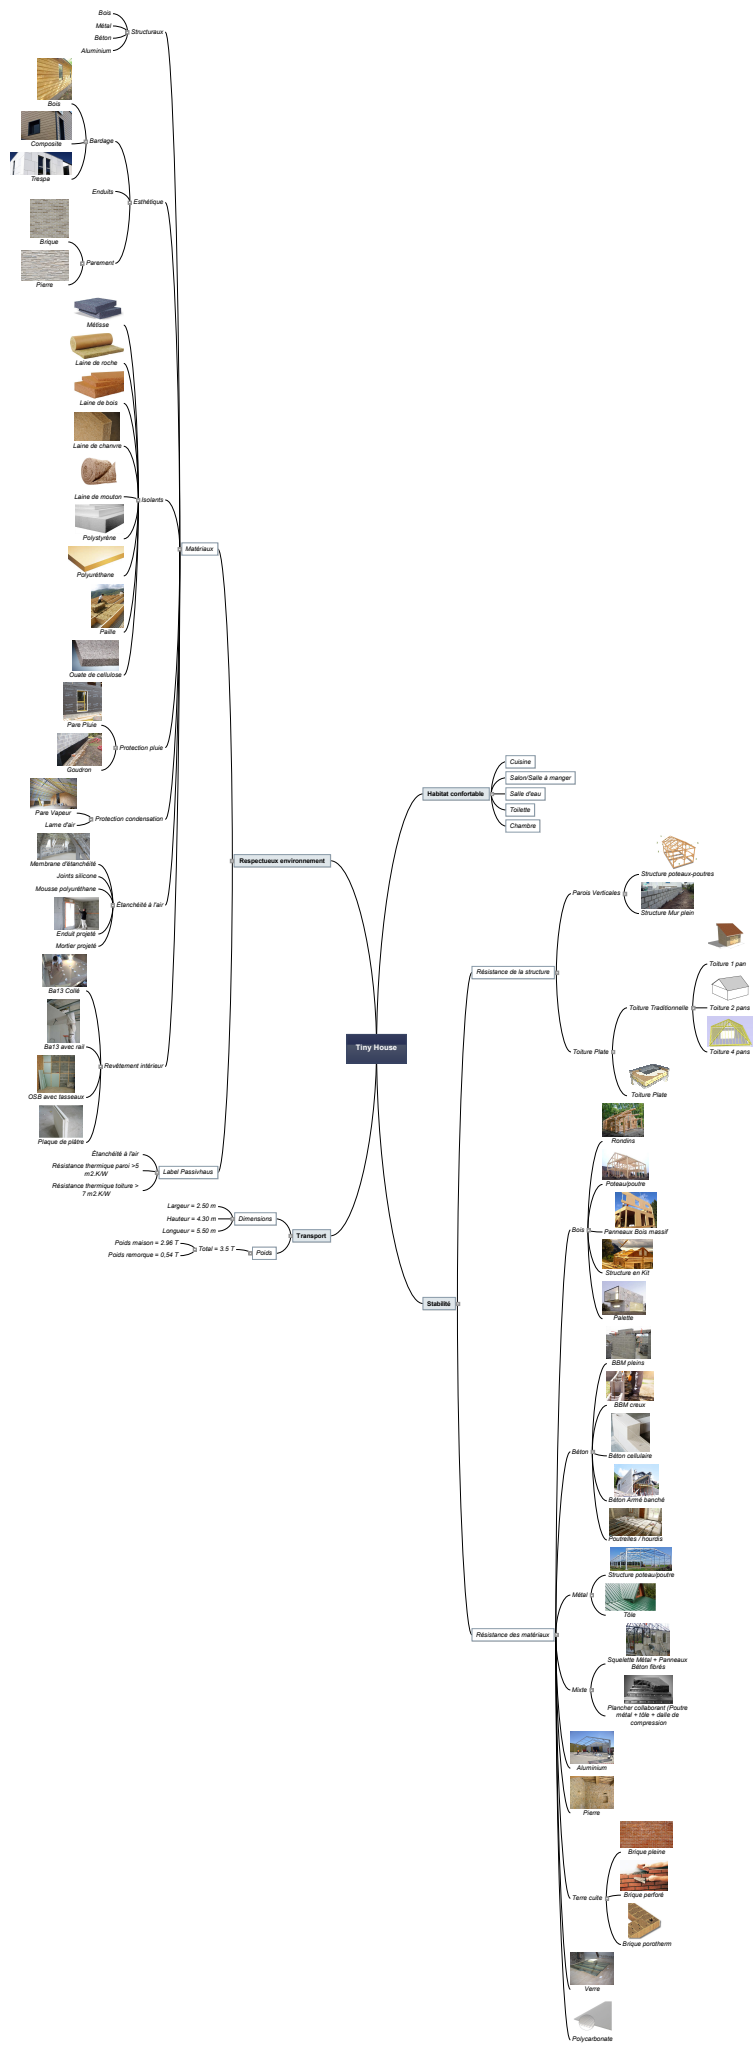 Bois
Métal
Béton
Aluminium
Structuraux
Bois
Composite
Trespa
Bardage
Enduits
Esthétique
Brique
Pierre
Parement
Métisse
Laine de roche
Laine de bois
Laine de chanvre
Laine de mouton
Isolants
Polystyrène
Polyuréthane
Paille
Ouate de cellulose
Matériaux
Pare Pluie
Goudron
Protection pluie
Pare Vapeur
Lame d'air
Protection condensation
Membrane d'étanchéité
Joints silicone
Mousse polyuréthane
Enduit projeté
Mortier projeté
Étanchéité à l'air
Ba13 Collé
Ba13 avec rail
OSB avec tasseaux
Plaque de plâtre
Revêtement intérieur
Respectueux environnement
Étanchéité à l'air
Résistance thermique paroi >5
m2.K/W
Résistance thermique toiture >
7 m2.K/W
Label Passivhaus
Largeur = 2.50 m
Hauteur = 4.30 m
Longueur = 5.50 m
Dimensions
Poids maison = 2.96 T
Poids remorque = 0,54 T
Total = 3.5 T
Poids
Transport
Tiny House
Habitat confortable
Cuisine
Salon/Salle à manger
Salle d'eau
Toilette
Chambre
Stabilité
Résistance de la structure
Parois Verticales
Structure poteaux-poutres
Structure Mur plein
Toiture Plate
Toiture Traditionnelle
Toiture 1 pan
Toiture 2 pans
Toiture 4 pans
Toiture Plate
Résistance des matériaux
Bois
Rondins
Poteau/poutre
Panneaux Bois massif
Structure en Kit
Palette
Béton
BBM pleins
BBM creux
Béton cellulaire
Béton Armé banché
Poutrelles / hourdis
Métal
Structure poteau/poutre
Tôle
Mixte
Squelette Métal + Panneaux
Béton fibrés
Plancher collaborant (Poutre
métal + tôle + dalle de
compression
Aluminium
Pierre
Terre cuite
Brique pleine
Brique perforé
Brique porotherm
Verre
Polycarbonate